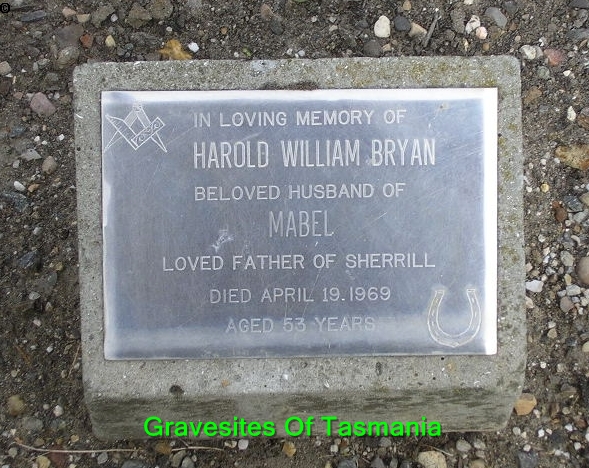 IN LOVING MEMORY OF
HAROLD WILLIAM BRYAN
BELOVED HUSBAND OF
MABEL
LOVED FATHER OF SHERRILL
DIED APRIL 19.1969
AGED 53 YEARS
Gravesites Of Tasmania